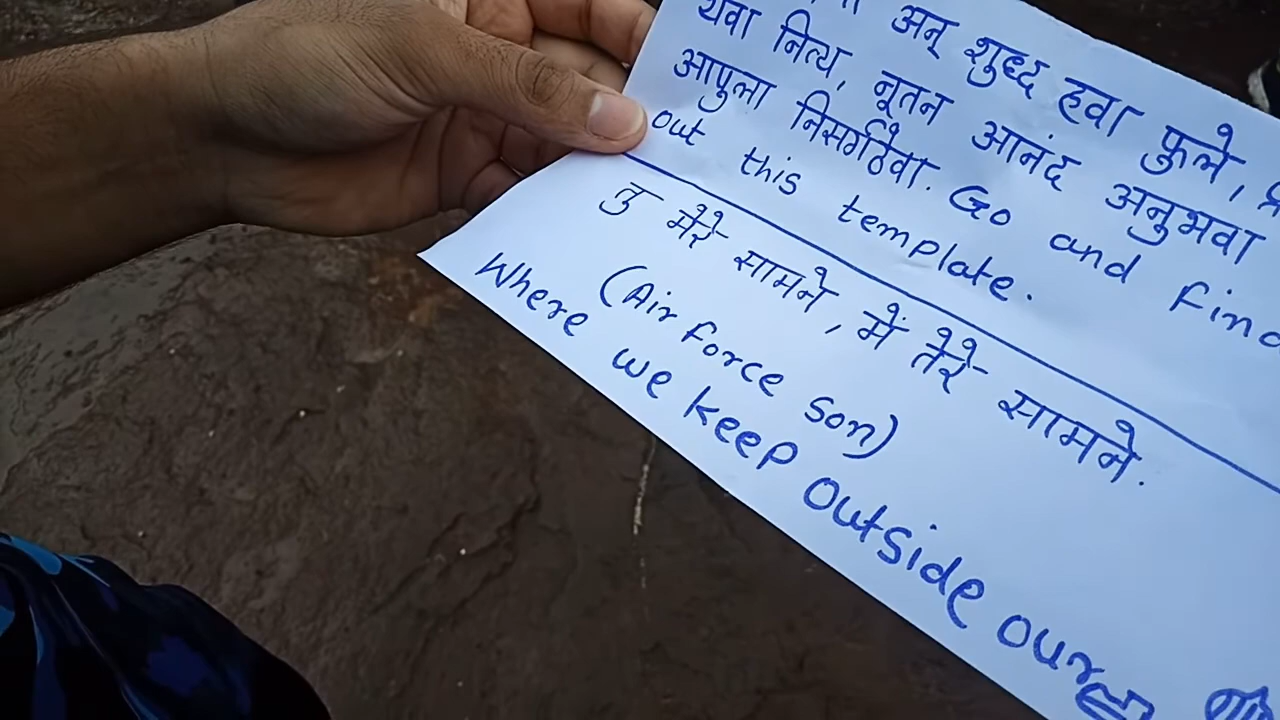 अन् शुद्ध हवा फुले,
यवा नित्य, नूतन आनंद अनुभवा
आपुला निसर्गठेवा. Go and find
out this template.
तु मेरे सामने, में तेरे सामने.
(Air force son)
Where we keep outside our